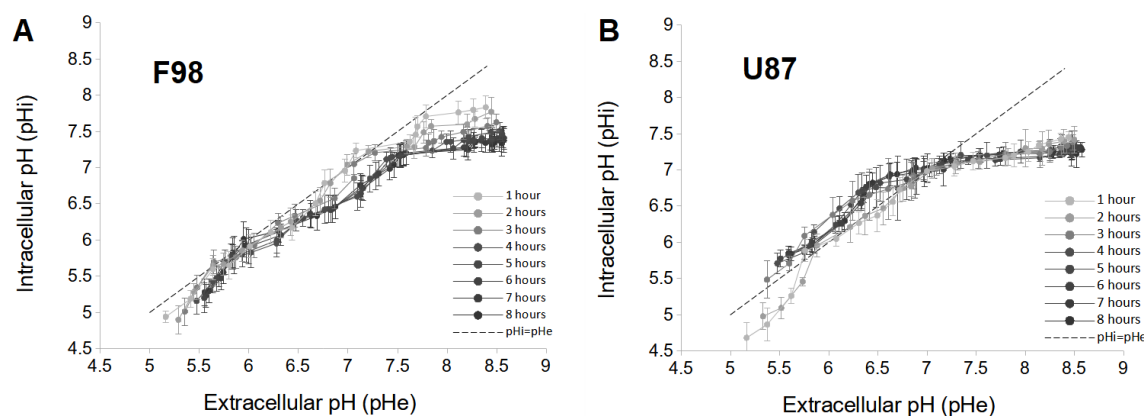 A
F98
Intracellular pH (pHi)
9
8.5
8
7.5
7
6.5
6
5.5
5
4.5
4.5 5 5.5 6 6.5 7 7.5 8 8.5 9
Extracellular pH (pHe)
1 hour
2 hours
3 hours
4 hours
5 hours
6 hours
7 hours
8 hours
pHi=pHe
B
U87
Intracellular pH (pHi)
9
8.5
8
7.5
7
6.5
6
5.5
5
4.5
4.5 5 5.5 6 6.5 7 7.5 8 8.5 9
Extracellular pH (pHe)
1 hour
2 hours
3 hours
4 hours
5 hours
6 hours
7 hours
8 hours
pHi=pHe